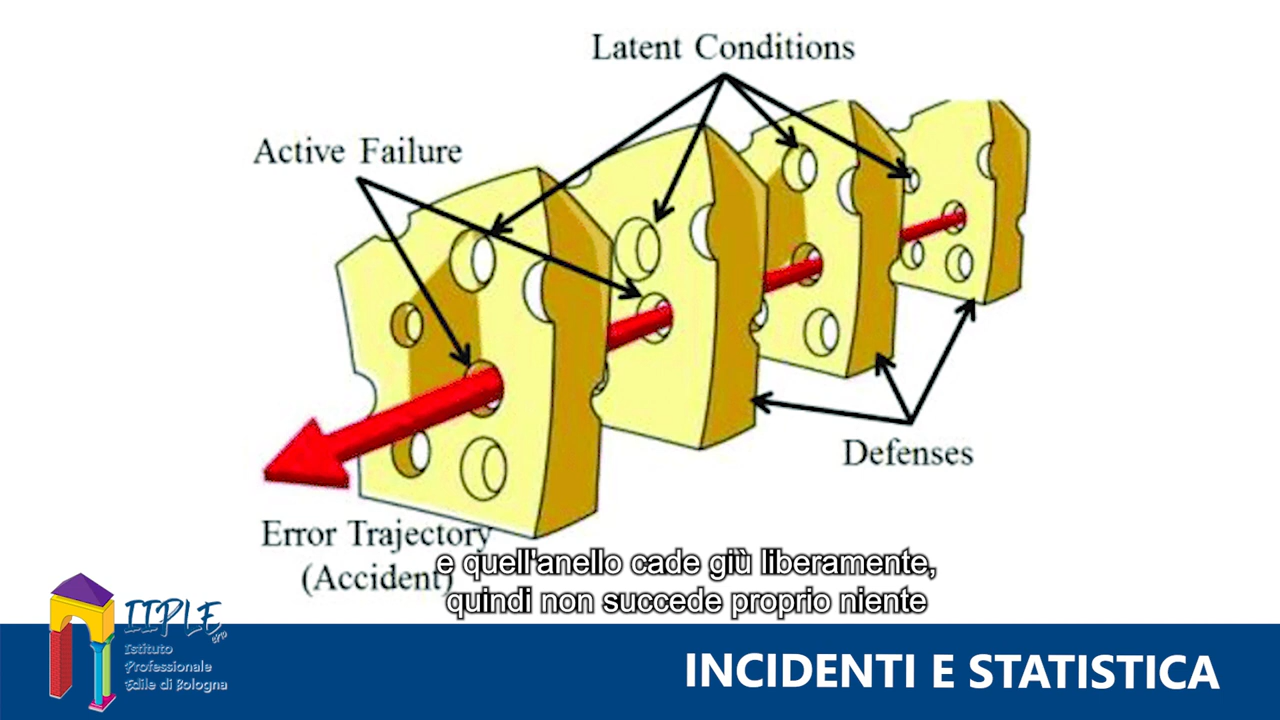 Latent Conditions
Active Failure
Defenses
Error Trajectory
(Accident)
e quell'anello cade giù liberamente,
quindi non succede proprio niente
IIPLE
Istituto
Professionale
Edile di Bologna
INCIDENTI E STATISTICA